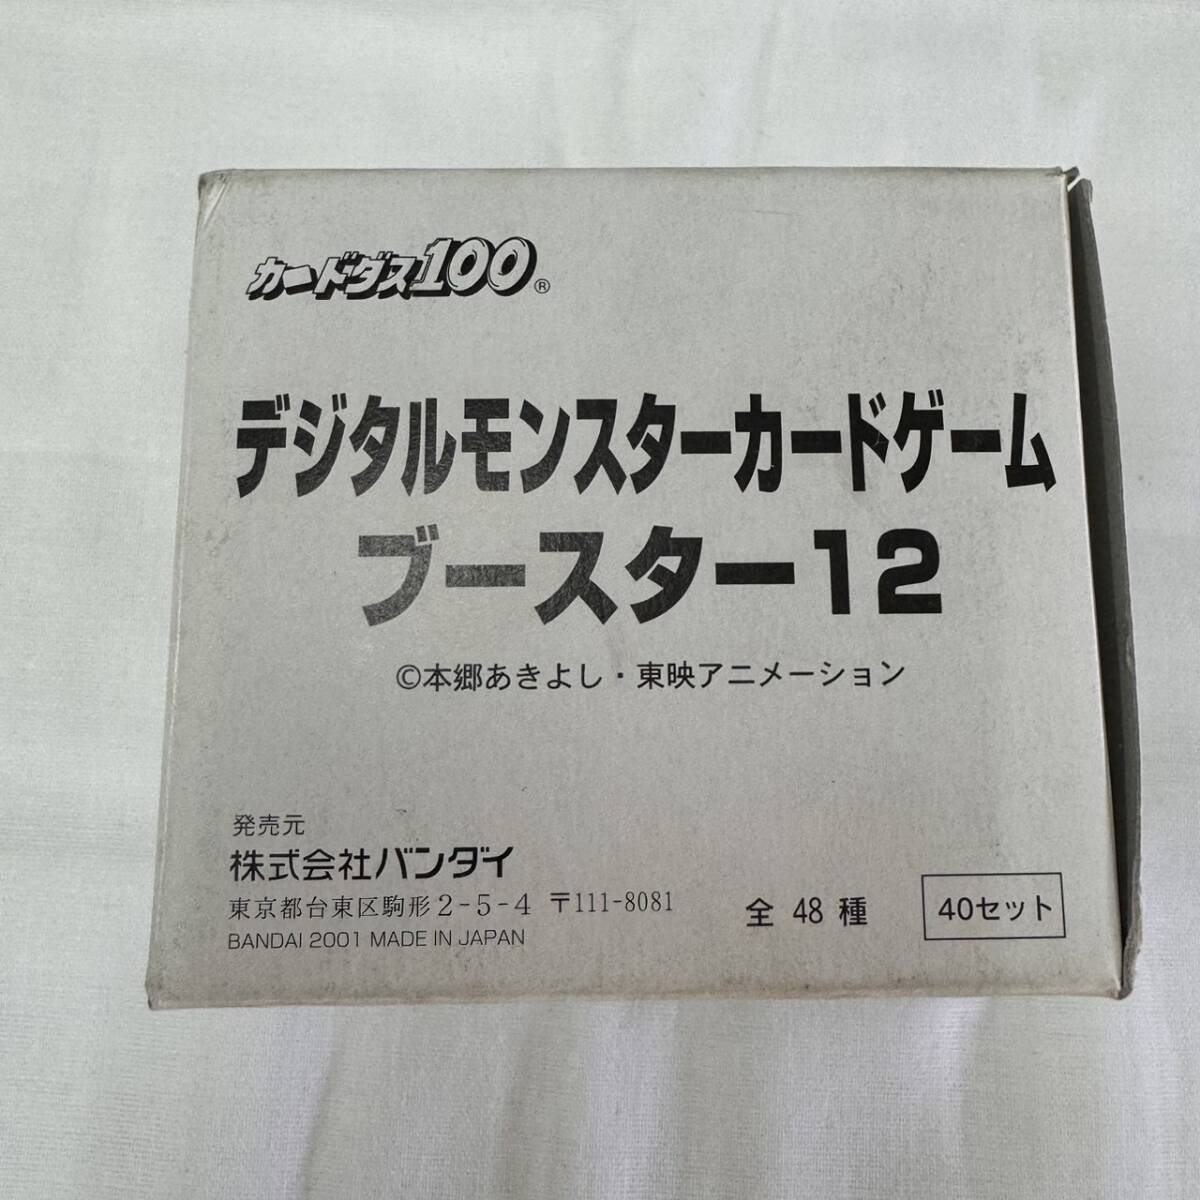 カードダス100®
デジタルモンスターカードゲーム
ブースター12
©本郷あきよし・東映アニメーション
発売元
株式会社バンダイ
東京都台東区駒形2-5-4 〒111-8081
BANDAI 2001 MADE IN JAPAN
全 48 種 40セット